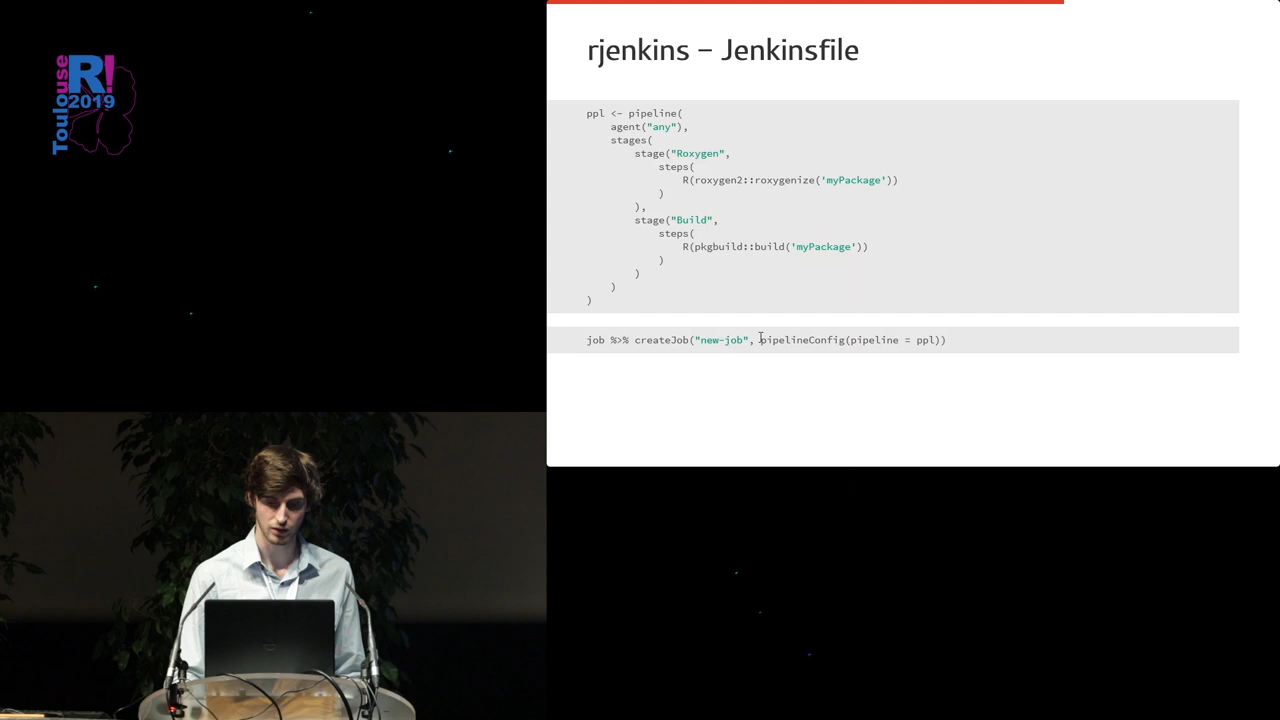 Toulouse
R!
2019
rjenkins – Jenkinsfile
ppl <- pipeline(
    agent("any"),
    stages(
        stage("Roxygen",
            steps(
                R(roxygen2::roxygenize('myPackage'))
            )
        ),
        stage("Build",
            steps(
                R(pkgbuild::build('myPackage'))
            )
        )
    )
)
job %>% createJob("new-job", pipelineConfig(pipeline = ppl))